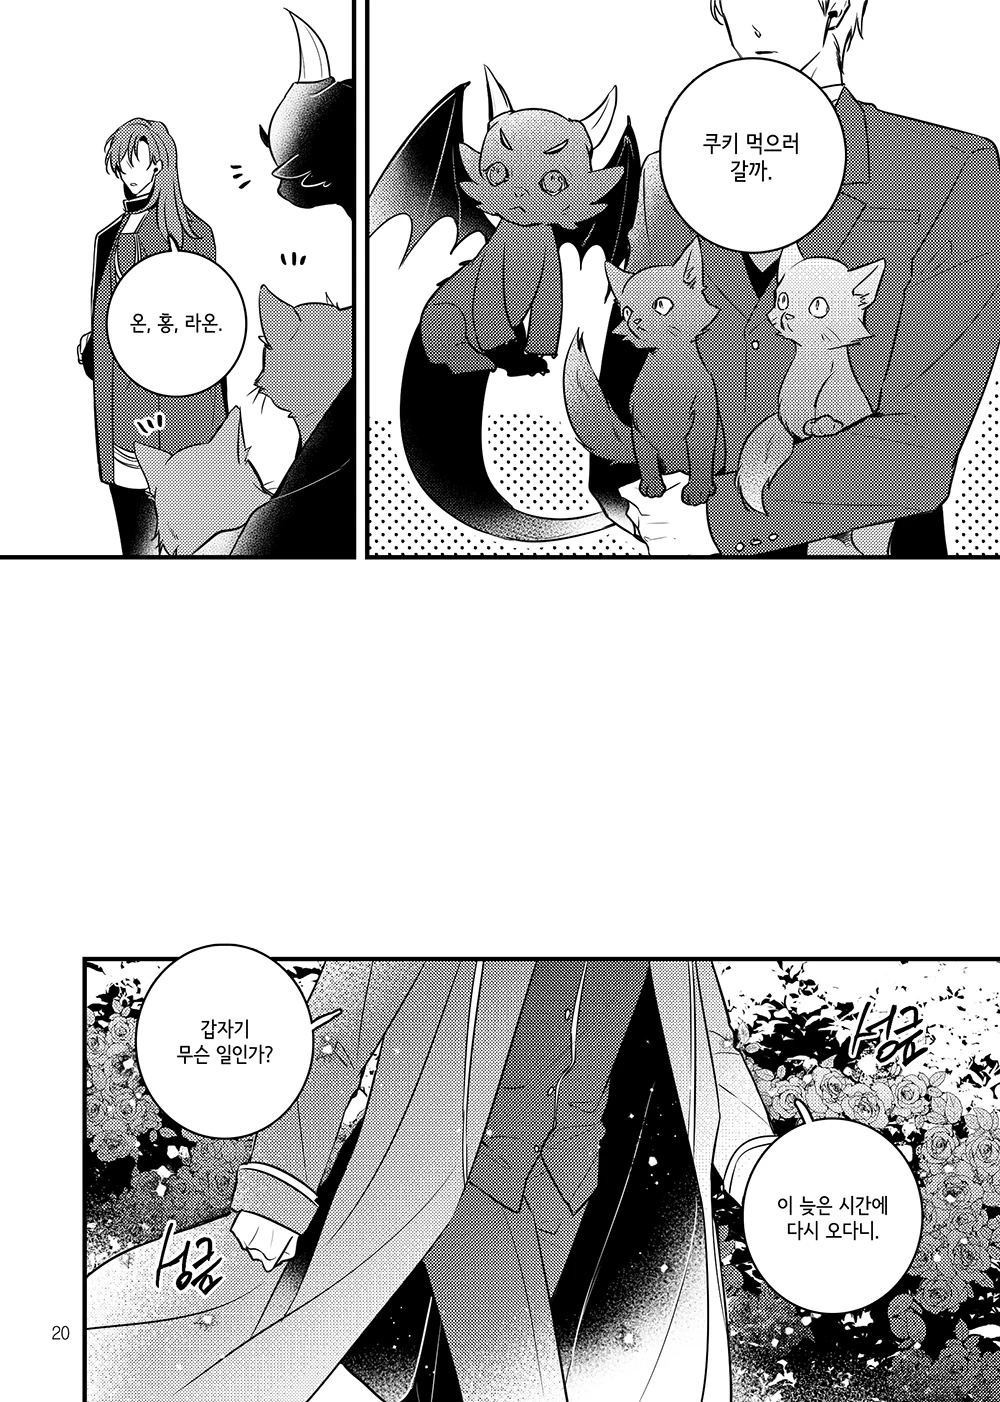 온, 홍, 라온.
쿠키 먹으러
갈까.
갑자기
무슨 일인가?
성큼
이 늦은 시간에
다시 오다니.
성큼
20